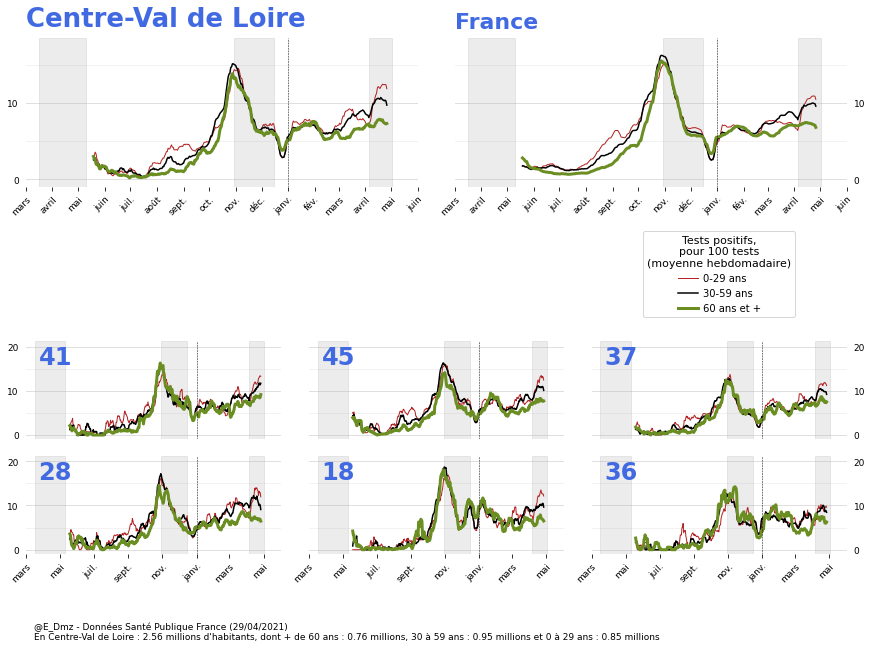 Centre-Val de Loire
France
10
0
10
0
mars avril mai juin juil. août sept. oct. nov. déc. janv. fév. mars avril mai juin
mars avril mai juin juil. août sept. oct. nov. déc. janv. fév. mars avril mai juin
Tests positifs,
pour 100 tests
(moyenne hebdomadaire)
0-29 ans
30-59 ans
60 ans et +
20
10
0
41
45
37
20
10
0
20
10
0
28
18
36
20
10
0
mars mai juil. sept. nov. janv. mars mai
mars mai juil. sept. nov. janv. mars mai
mars mai juil. sept. nov. janv. mars mai
@E_Dmz - Données Santé Publique France (29/04/2021)
En Centre-Val de Loire : 2.56 millions d'habitants, dont + de 60 ans : 0.76 millions, 30 à 59 ans : 0.95 millions et 0 à 29 ans : 0.85 millions